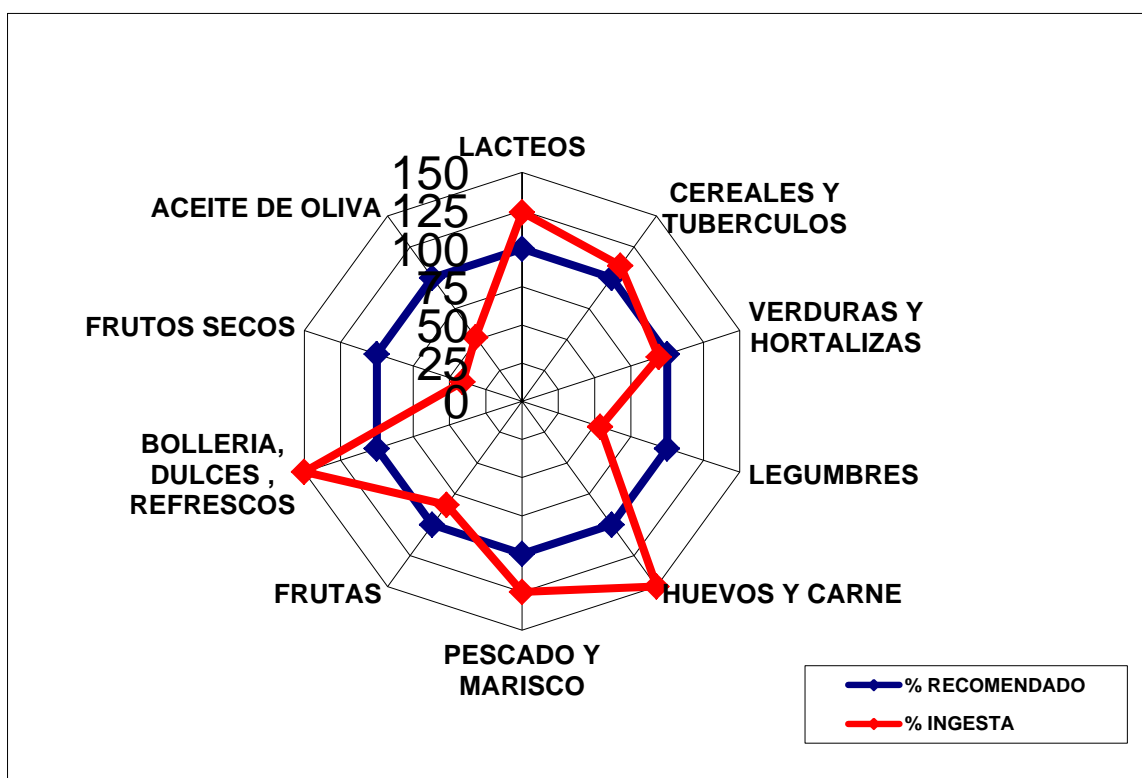 LACTEOS
CEREALES Y
TUBERCULOS
VERDURAS Y
HORTALIZAS
LEGUMBRES
HUEVOS Y CARNE
PESCADO Y
MARISCO
FRUTAS
BOLLERIA,
DULCES ,
REFRESCOS
FRUTOS SECOS
ACEITE DE OLIVA
150
125
100
75
50
25
0
% RECOMENDADO
% INGESTA